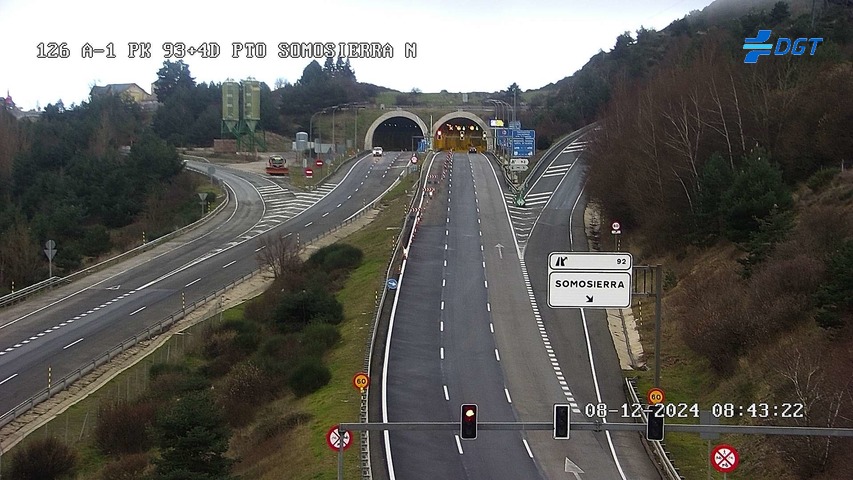 126 A-1 PK 93+4D PTO SOMOSIERRA N
DGT
92
SOMOSIERRA
60
60
08-12-2024 08:43:22